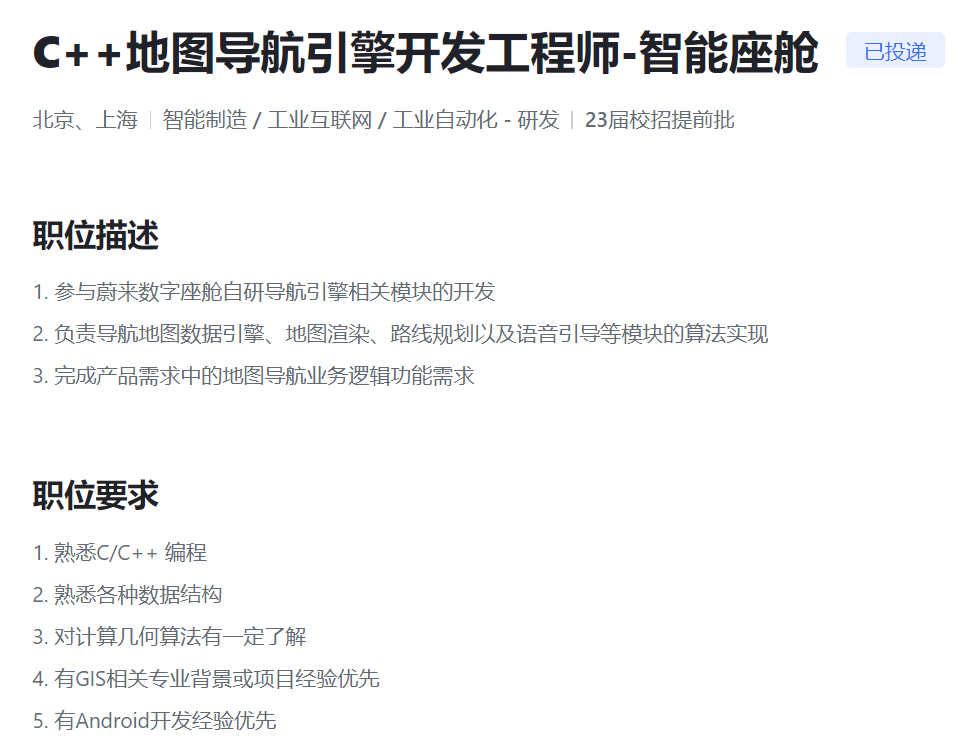 C++地图导航引擎开发工程师-智能座舱 已投递
北京、上海 | 智能制造 / 工业互联网 / 工业自动化 - 研发 | 23届校招提前批
职位描述
1. 参与蔚来数字座舱自研导航引擎相关模块的开发
2. 负责导航地图数据引擎、地图渲染、路线规划以及语音引导等模块的算法实现
3. 完成产品需求中的地图导航业务逻辑功能需求
职位要求
1. 熟悉C/C++ 编程
2. 熟悉各种数据结构
3. 对计算几何算法有一定了解
4. 有GIS相关专业背景或项目经验优先
5. 有Android开发经验优先